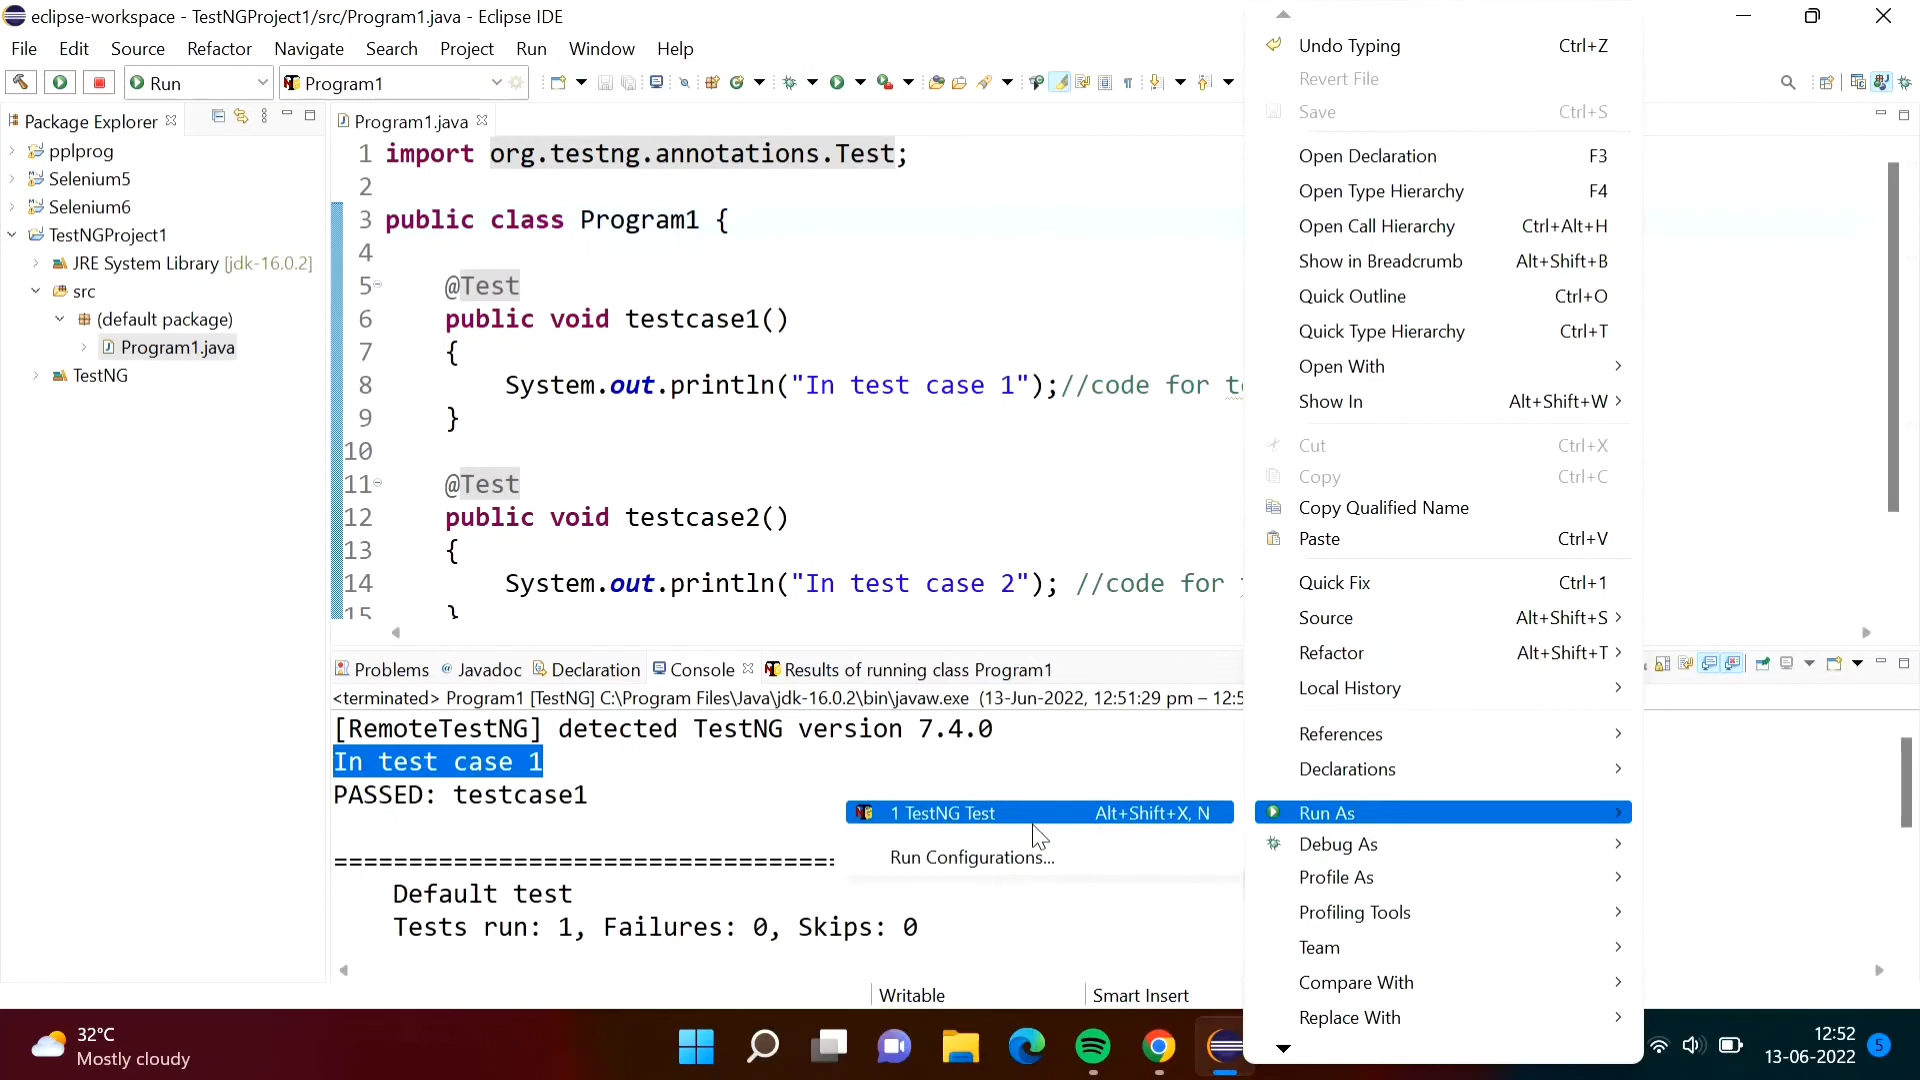 eclipse-workspace - TestNGProject1/src/Program1.java - Eclipse IDE
File Edit Source Refactor Navigate Search Project Run Window Help
Run
Program1
Package Explorer
pplprog
Selenium5
Selenium6
TestNGProject1
JRE System Library [jdk-16.0.2]
src
(default package)
Program1.java
TestNG
Program1.java
1 import org.testng.annotations.Test;
2
3 public class Program1 {
4
5 @Test
6 public void testcase1()
7 {
8 System.out.println("In test case 1");//code for
9 }
10
11 @Test
12 public void testcase2()
13 {
14 System.out.println("In test case 2"); //code for
15 }
Problems Javadoc Declaration Console Results of running class Program1
<terminated> Program1 [TestNG] C:\Program Files\Java\jdk-16.0.2\bin\javaw.exe (13-Jun-2022, 12:51:29 pm – 12:5
[RemoteTestNG] detected TestNG version 7.4.0
In test case 1
PASSED: testcase1
==================================
Default test
Tests run: 1, Failures: 0, Skips: 0
Writable
Smart Insert
1 TestNG Test Alt+Shift+X, N
Run Configurations...
Undo Typing Ctrl+Z
Revert File
Save Ctrl+S
Open Declaration F3
Open Type Hierarchy F4
Open Call Hierarchy Ctrl+Alt+H
Show in Breadcrumb Alt+Shift+B
Quick Outline Ctrl+O
Quick Type Hierarchy Ctrl+T
Open With
Show In Alt+Shift+W
Cut Ctrl+X
Copy Ctrl+C
Copy Qualified Name
Paste Ctrl+V
Quick Fix Ctrl+1
Source Alt+Shift+S
Refactor Alt+Shift+T
Local History
References
Declarations
Run As
Debug As
Profile As
Profiling Tools
Team
Compare With
Replace With
32°C
Mostly cloudy
12:52
13-06-2022
5